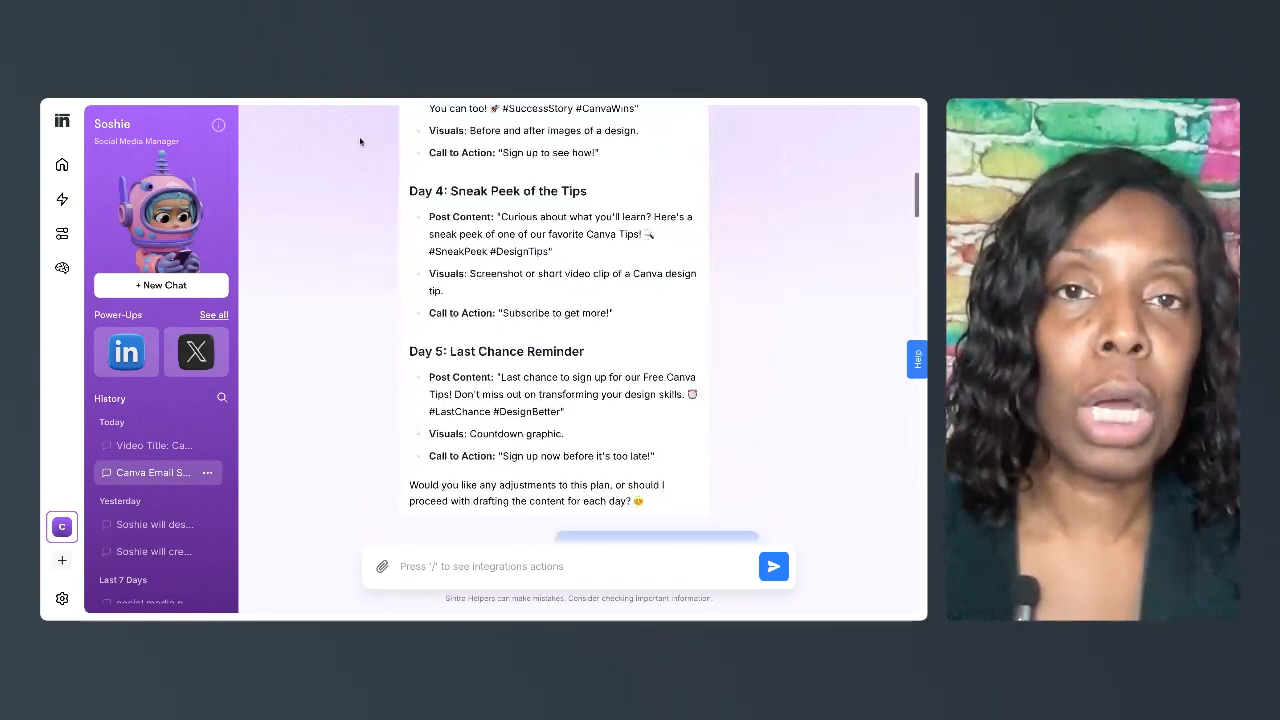 Soshie
Social Media Manager
+ New Chat
Power-Ups
See all
in
X
History
Today
Video Title: Ca...
Canva Email S...
Yesterday
Soshie will des...
Soshie will cre...
Last 7 Days
C
You can too! 🚀 #SuccessStory #CanvaWins"
Visuals: Before and after images of a design.
Call to Action: "Sign up to see how!"
Day 4: Sneak Peek of the Tips
Post Content: "Curious about what you'll learn? Here's a
sneak peek of one of our favorite Canva Tips! 🔍
#SneakPeek #DesignTips"
Visuals: Screenshot or short video clip of a Canva design
tip.
Call to Action: "Subscribe to get more!"
Day 5: Last Chance Reminder
Post Content: "Last chance to sign up for our Free Canva
Tips! Don't miss out on transforming your design skills. ⏰
#LastChance #DesignBetter"
Visuals: Countdown graphic.
Call to Action: "Sign up now before it's too late!"
Would you like any adjustments to this plan, or should I
proceed with drafting the content for each day? 😊
Press '/' to see integrations actions
Sintra Helpers can make mistakes. Consider checking important information.
Help